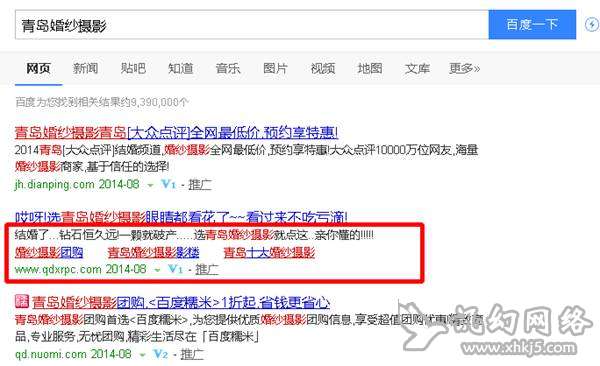 青岛婚纱摄影
百度一下
网页 新闻 贴吧 知道 音乐 图片 视频 地图 文库 更多»
百度为您找到相关结果约9,390,000个
青岛婚纱摄影青岛[大众点评]全网最低价,预约享特惠!
2014青岛[大众点评]结婚频道,婚纱摄影全网最低价,预约享特惠!大众点评10000万位网友,海量
婚纱摄影商家,基于信任的选择!
jh.dianping.com 2014-08 V1 - 推广
哎呀!选青岛婚纱摄影眼睛都看花了~~看过来不吃亏滴!
结婚了...钻石恒久远!一颗就破产.....选青岛婚纱摄影就点这...亲你懂的!!!!!
婚纱摄影团购 青岛婚纱摄影影楼 青岛十大婚纱摄影
www.qdxrpc.com 2014-08 V1 - 推广
青岛婚纱摄影团购,<百度糯米>1折起,省钱更省心
青岛婚纱摄影团购首选<百度糯米>,为您提供优质婚纱摄影团购信息,享受超值团购优惠
品,专业服务,无忧团购,精彩生活尽在「百度糯米」
qd.nuomi.com 2014-08 V2 - 推广
幻网络
www.xhkj5.com